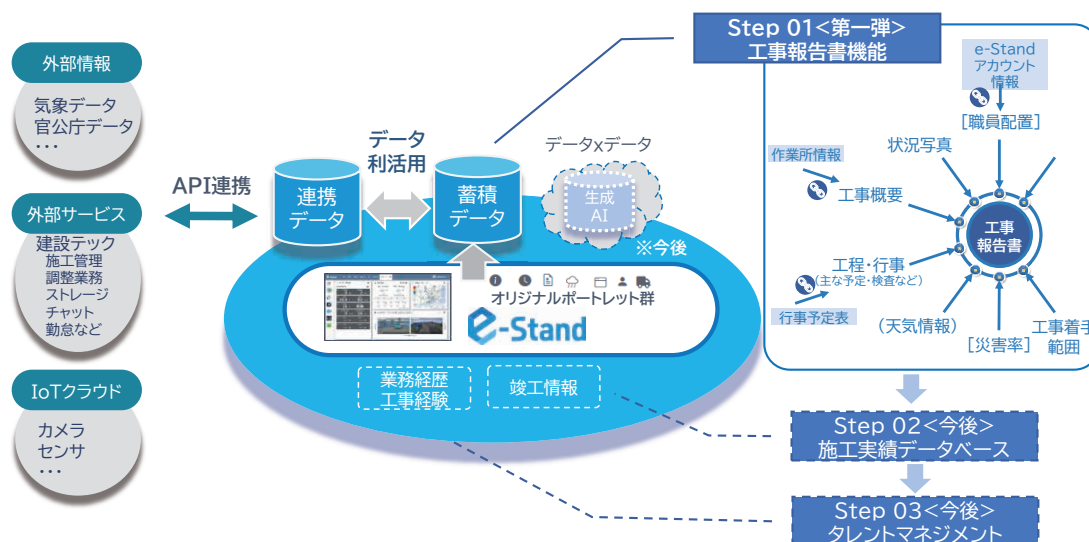 外部情報
気象データ
官公庁データ
…
外部サービス
建設テック
施工管理
調整業務
ストレージ
チャット
勤怠など
IoTクラウド
カメラ
センサ
…
API連携
データ
利活用
連携
データ
蓄積
データ
データxデータ
生成
AI
※今後
オリジナルポートレット群
e-Stand
業務経歴
工事経験
竣工情報
Step 01<第一弾>
工事報告書機能
e-Stand
アカウント
情報
[職員配置]
状況写真
作業所情報
工事概要
工事
報告書
工程・行事
(主な予定・検査など)
行事予定表
(天気情報)
[災害率]
工事着手
範囲
Step 02<今後>
施工実績データベース
Step 03<今後>
タレントマネジメント